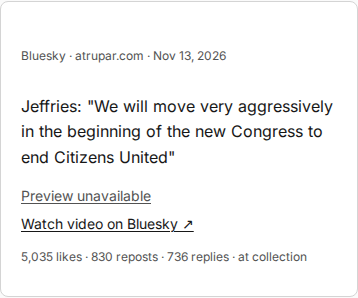 Bluesky · atrupar.com · Nov 13, 2026
Jeffries: "We will move very aggressively
in the beginning of the new Congress to
end Citizens United"
Preview unavailable
Watch video on Bluesky ↗
5,035 likes · 830 reposts · 736 replies · at collection